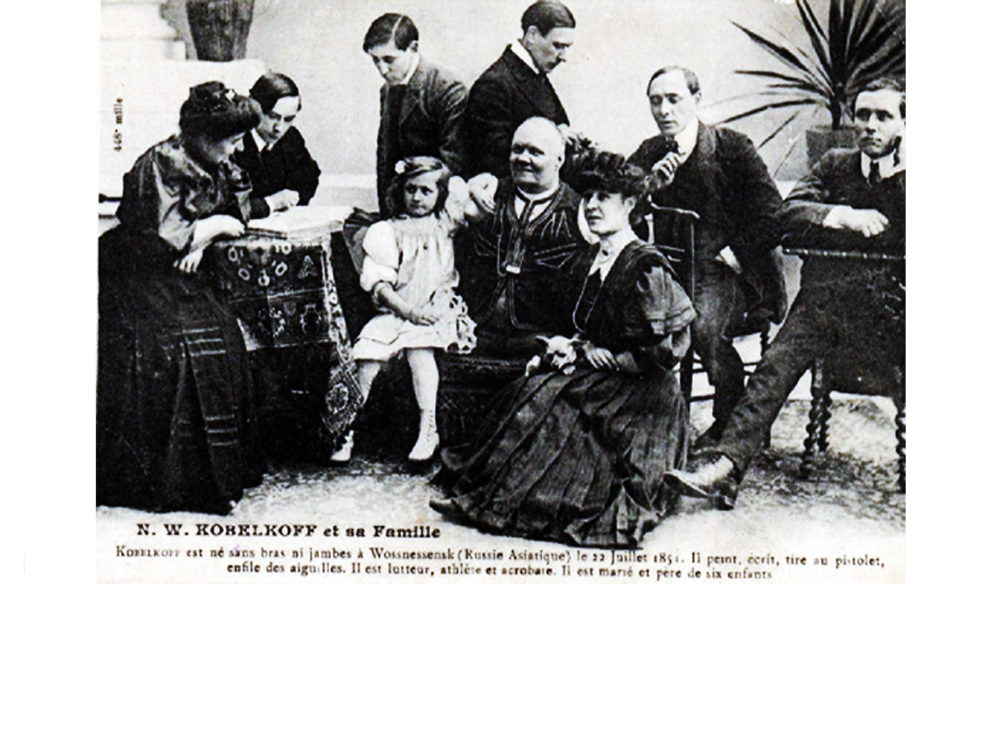 448e mille
N. W. KOBELKOFF et sa Famille
KOBELKOFF est né sans bras ni jambes à Wossnessensk (Russie Asiatique) le 22 Juillet 1851. Il peint, écrit, tire au pistolet,
enfile des aiguilles. Il est lutteur, athlète et acrobate. Il est marié et père de six enfants